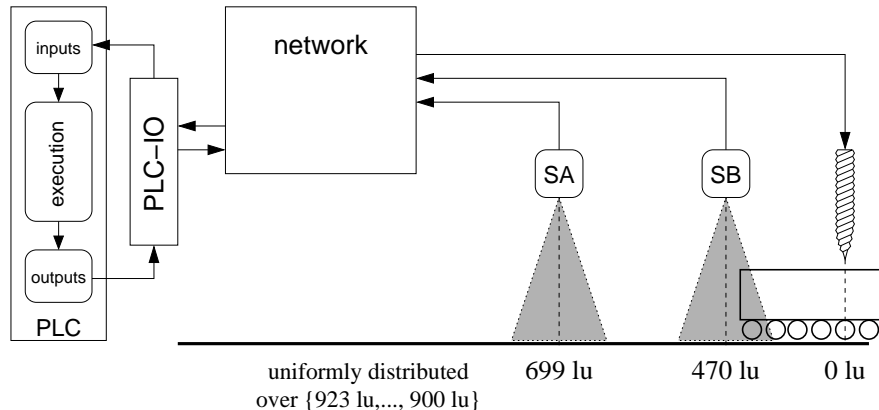 inputs
execution
outputs
PLC
PLC–IO
network
SA
SB
uniformly distributed
over {923 lu,..., 900 lu}
699 lu
470 lu
0 lu